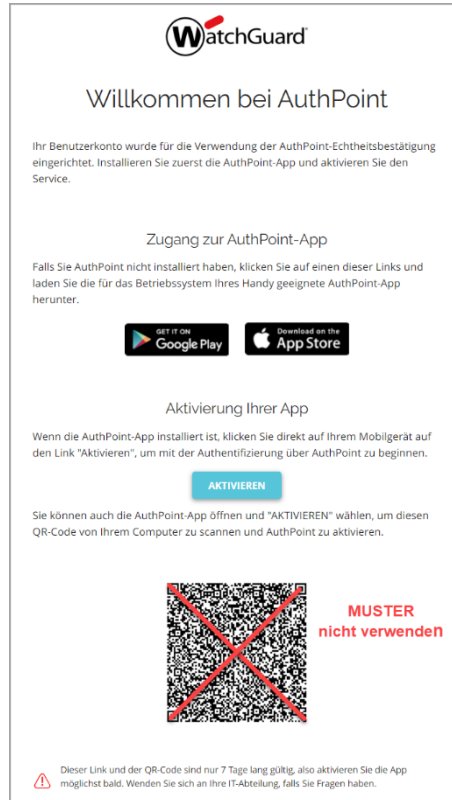 WatchGuard
Willkommen bei AuthPoint
Ihr Benutzerkonto wurde für die Verwendung der AuthPoint-Echtheitsbestätigung
eingerichtet. Installieren Sie zuerst die AuthPoint-App und aktivieren Sie den
Service.
Zugang zur AuthPoint-App
Falls Sie AuthPoint nicht installiert haben, klicken Sie auf einen dieser Links und
laden Sie die für das Betriebssystem Ihres Handy geeignete AuthPoint-App
herunter.
GET IT ON
Google Play
Download on the
App Store
Aktivierung Ihrer App
Wenn die AuthPoint-App installiert ist, klicken Sie direkt auf Ihrem Mobilgerät auf
den Link "Aktivieren", um mit der Authentifizierung über AuthPoint zu beginnen.
AKTIVIEREN
Sie können auch die AuthPoint-App öffnen und "AKTIVIEREN" wählen, um diesen
QR-Code von Ihrem Computer zu scannen und AuthPoint zu aktivieren.
MUSTER
nicht verwenden
Dieser Link und der QR-Code sind nur 7 Tage lang gültig, also aktivieren Sie die App
möglichst bald. Wenden Sie sich an Ihre IT-Abteilung, falls Sie Fragen haben.